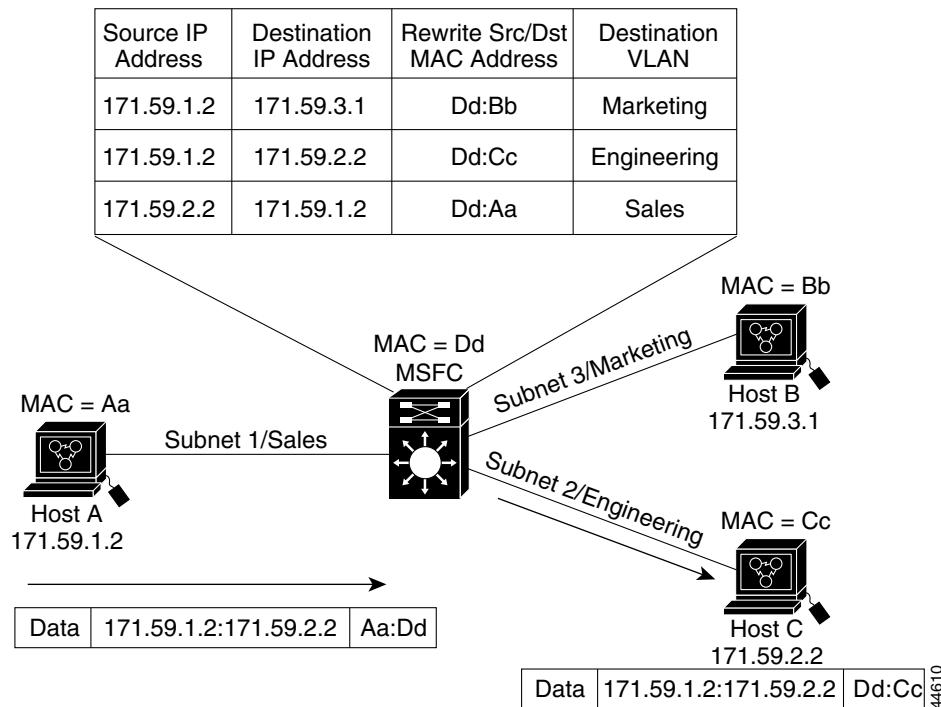 Source IP Address
Destination IP Address
Rewrite Src/Dst MAC Address
Destination VLAN
171.59.1.2 171.59.3.1 Dd:Bb Marketing
171.59.1.2 171.59.2.2 Dd:Cc Engineering
171.59.2.2 171.59.1.2 Dd:Aa Sales
MAC = Bb
MAC = Dd
MSFC
Subnet 3/Marketing
Host B
171.59.3.1
MAC = Aa
Subnet 1/Sales
Host A
171.59.1.2
Subnet 2/Engineering
MAC = Cc
Host C
171.59.2.2
Data 171.59.1.2:171.59.2.2 Aa:Dd
Data 171.59.1.2:171.59.2.2 Dd:Cc
44610